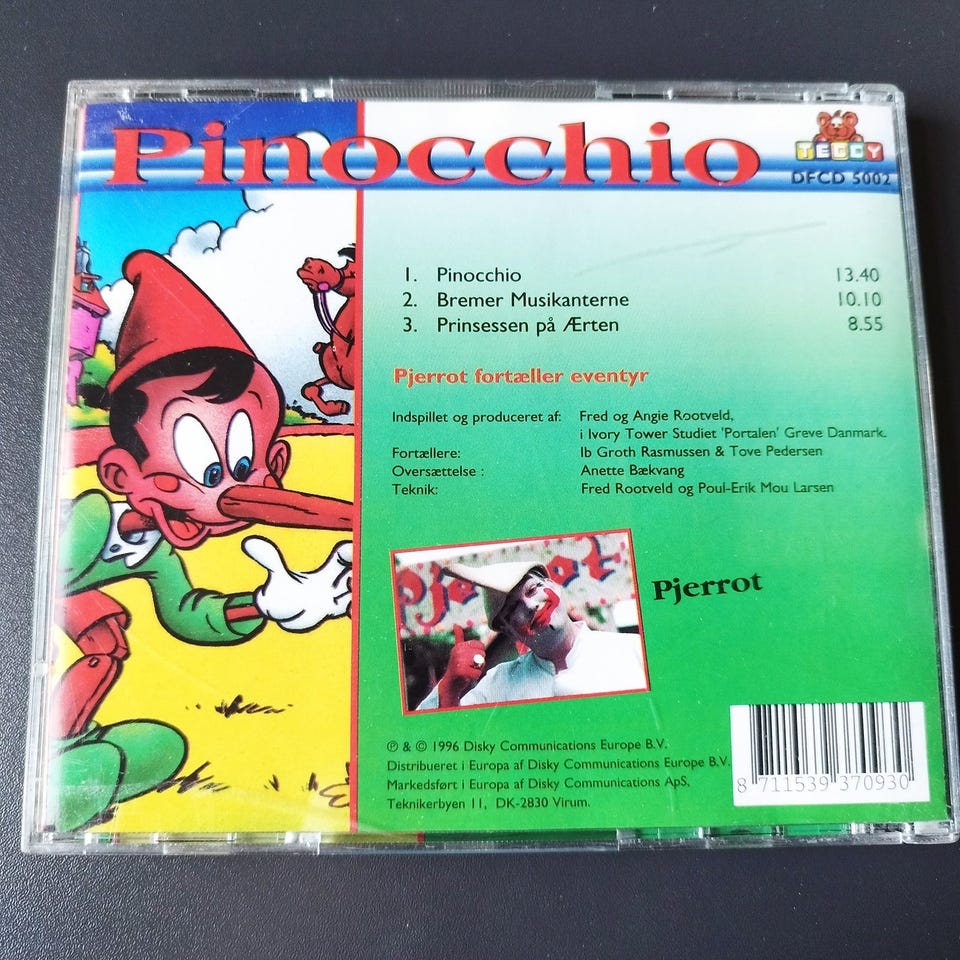 Pinocchio
TEDDY
DFCD 5002
1. Pinocchio 13.40
2. Bremer Musikanterne 10.10
3. Prinsessen på Ærten 8.55
Pjerrot fortæller eventyr
Indspillet og produceret af: Fred og Angie Rootveld,
i Ivory Tower Studiet 'Portalen' Greve Danmark.
Fortællere: Ib Groth Rasmussen & Tove Pedersen
Oversættelse : Anette Bækvang
Teknik: Fred Rootveld og Poul-Erik Mou Larsen
Pjerrot
Pjerrot
℗ & © 1996 Disky Communications Europe B.V.
Distribueret i Europa af Disky Communications Europe B.V.
Markedsført i Europa af Disky Communications ApS,
Teknikerbyen 11, DK-2830 Virum.
8 711539 370930